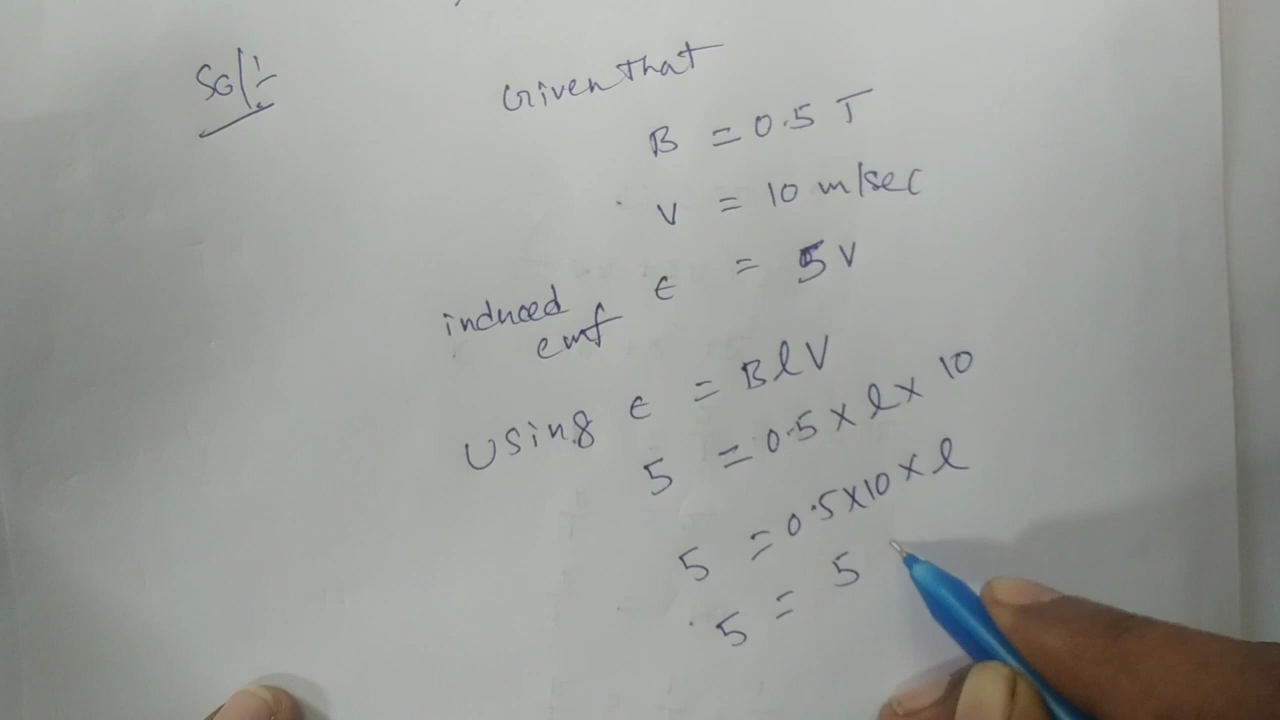 Sol:-
Given that
B = 0.5 T
V = 10 m/sec
induced emf ε = 5 V
Using ε = BlV
5 = 0.5 × l × 10
5 = 0.5 × 10 × l
5 = 5